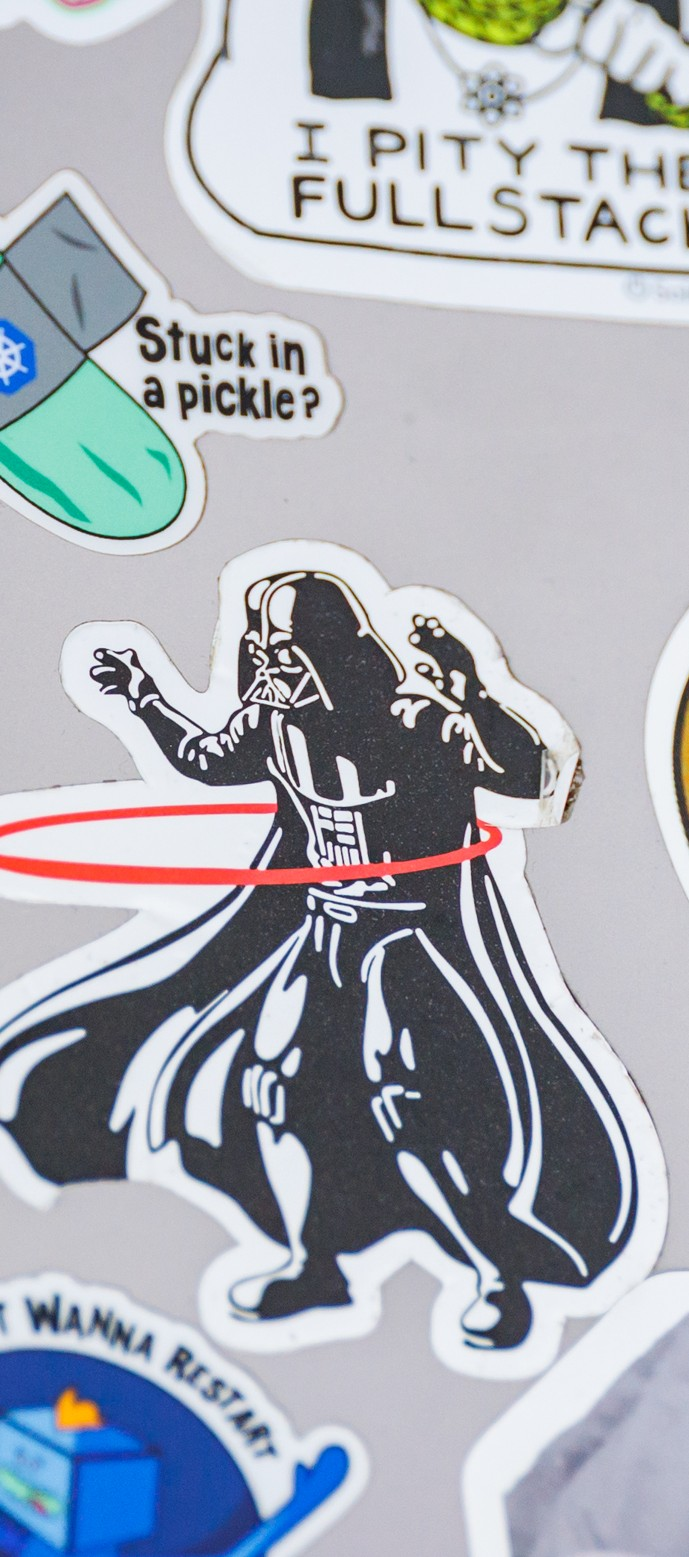 I PITY THE
FULLSTACK
Stuck in
a pickle?
WANNA RESTART